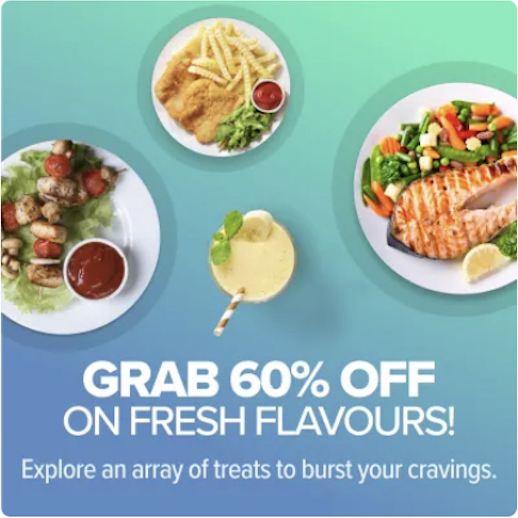 GRAB 60% OFF
ON FRESH FLAVOURS!
Explore an array of treats to burst your cravings.